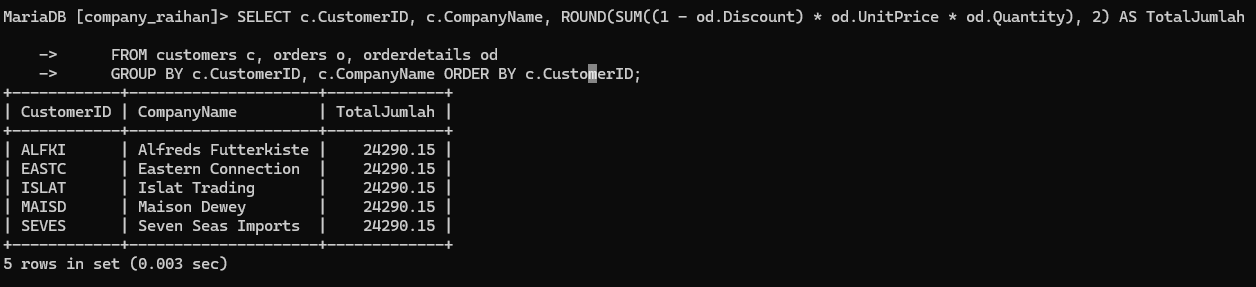 MariaDB [company_raihan]> SELECT c.CustomerID, c.CompanyName, ROUND(SUM((1 - od.Discount) * od.UnitPrice * od.Quantity), 2) AS TotalJumlah
    ->      FROM customers c, orders o, orderdetails od
    ->      GROUP BY c.CustomerID, c.CompanyName ORDER BY c.CustomerID;
+------------+--------------------+-------------+
| CustomerID | CompanyName        | TotalJumlah |
+------------+--------------------+-------------+
| ALFKI      | Alfreds Futterkiste |    24290.15 |
| EASTC      | Eastern Connection  |    24290.15 |
| ISLAT      | Islat Trading       |    24290.15 |
| MAISD      | Maison Dewey        |    24290.15 |
| SEVES      | Seven Seas Imports  |    24290.15 |
+------------+--------------------+-------------+
5 rows in set (0.003 sec)